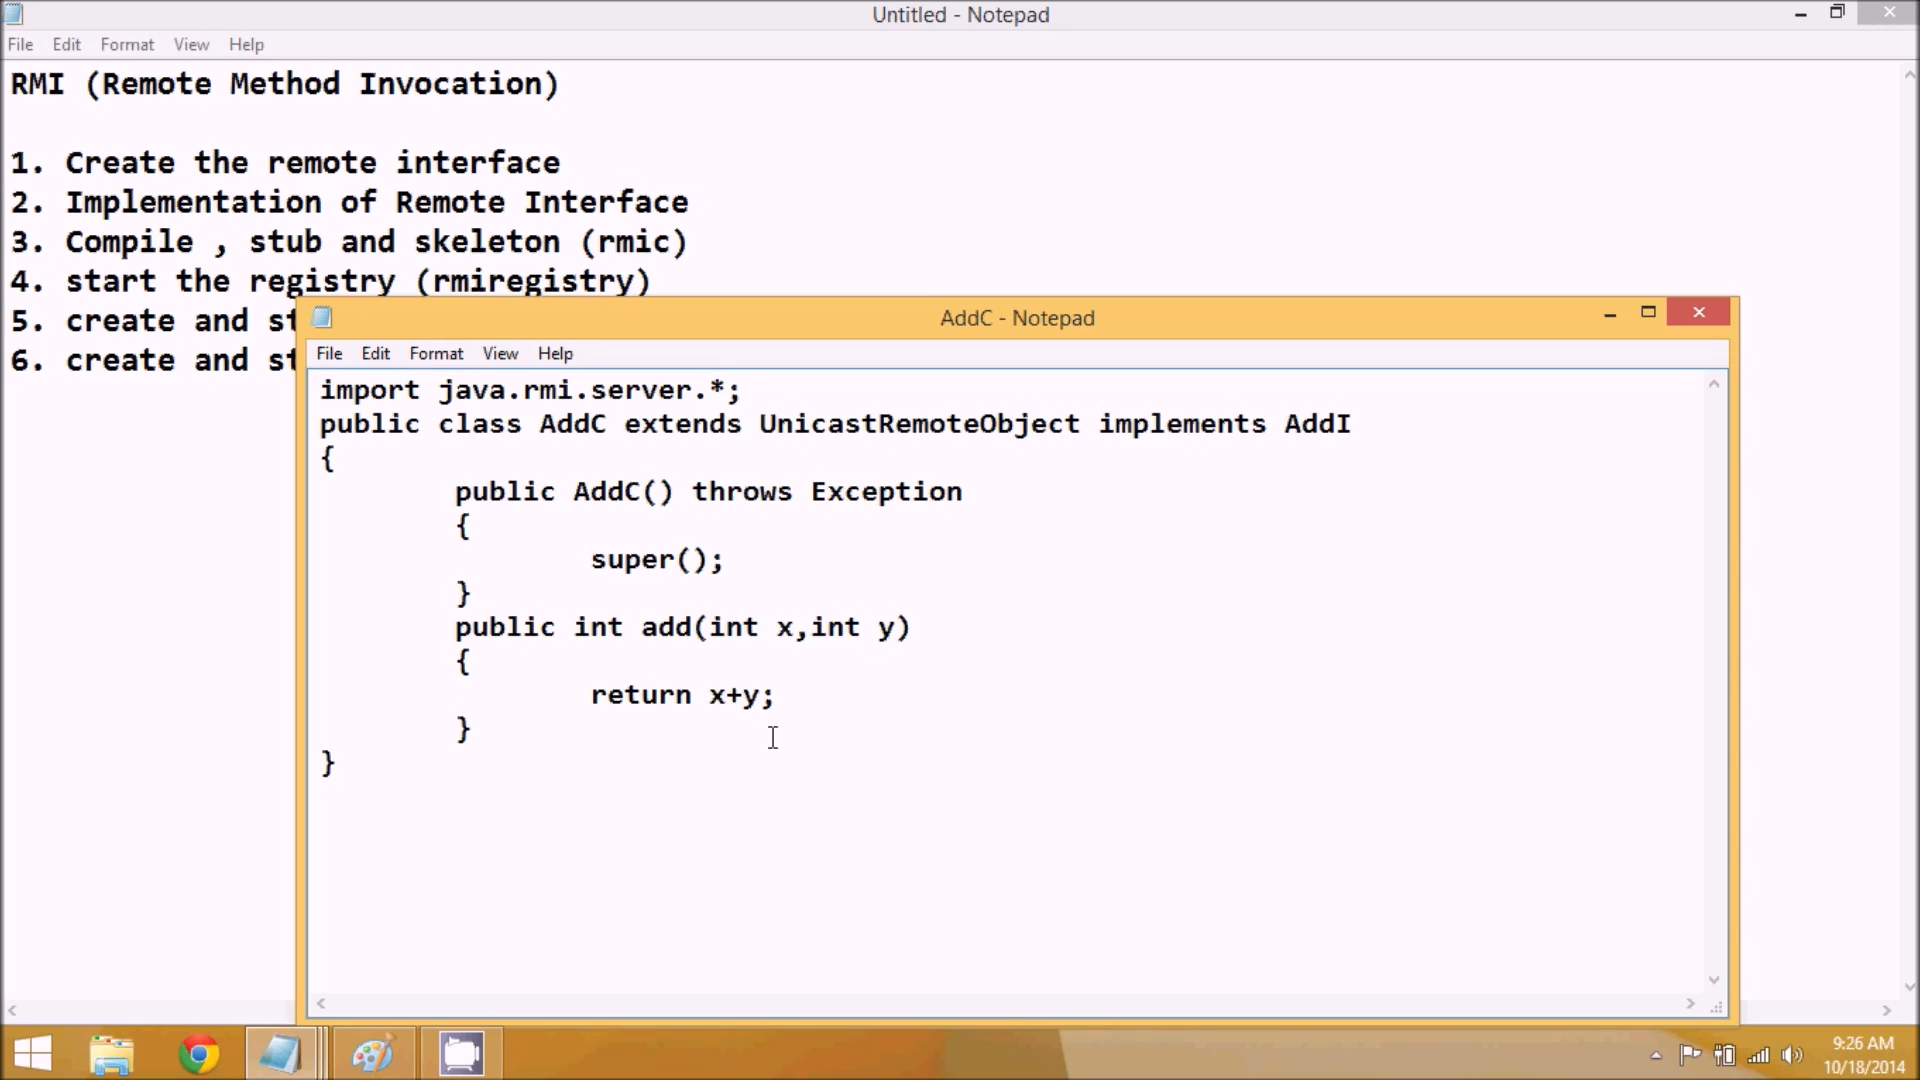 Untitled - Notepad
File Edit Format View Help
RMI (Remote Method Invocation)
1. Create the remote interface
2. Implementation of Remote Interface
3. Compile , stub and skeleton (rmic)
4. start the registry (rmiregistry)
5. create and st
6. create and st
AddC - Notepad
File Edit Format View Help
import java.rmi.server.*;
public class AddC extends UnicastRemoteObject implements AddI
{
public AddC() throws Exception
{
super();
}
public int add(int x,int y)
{
return x+y;
}
}
9:26 AM
10/18/2014